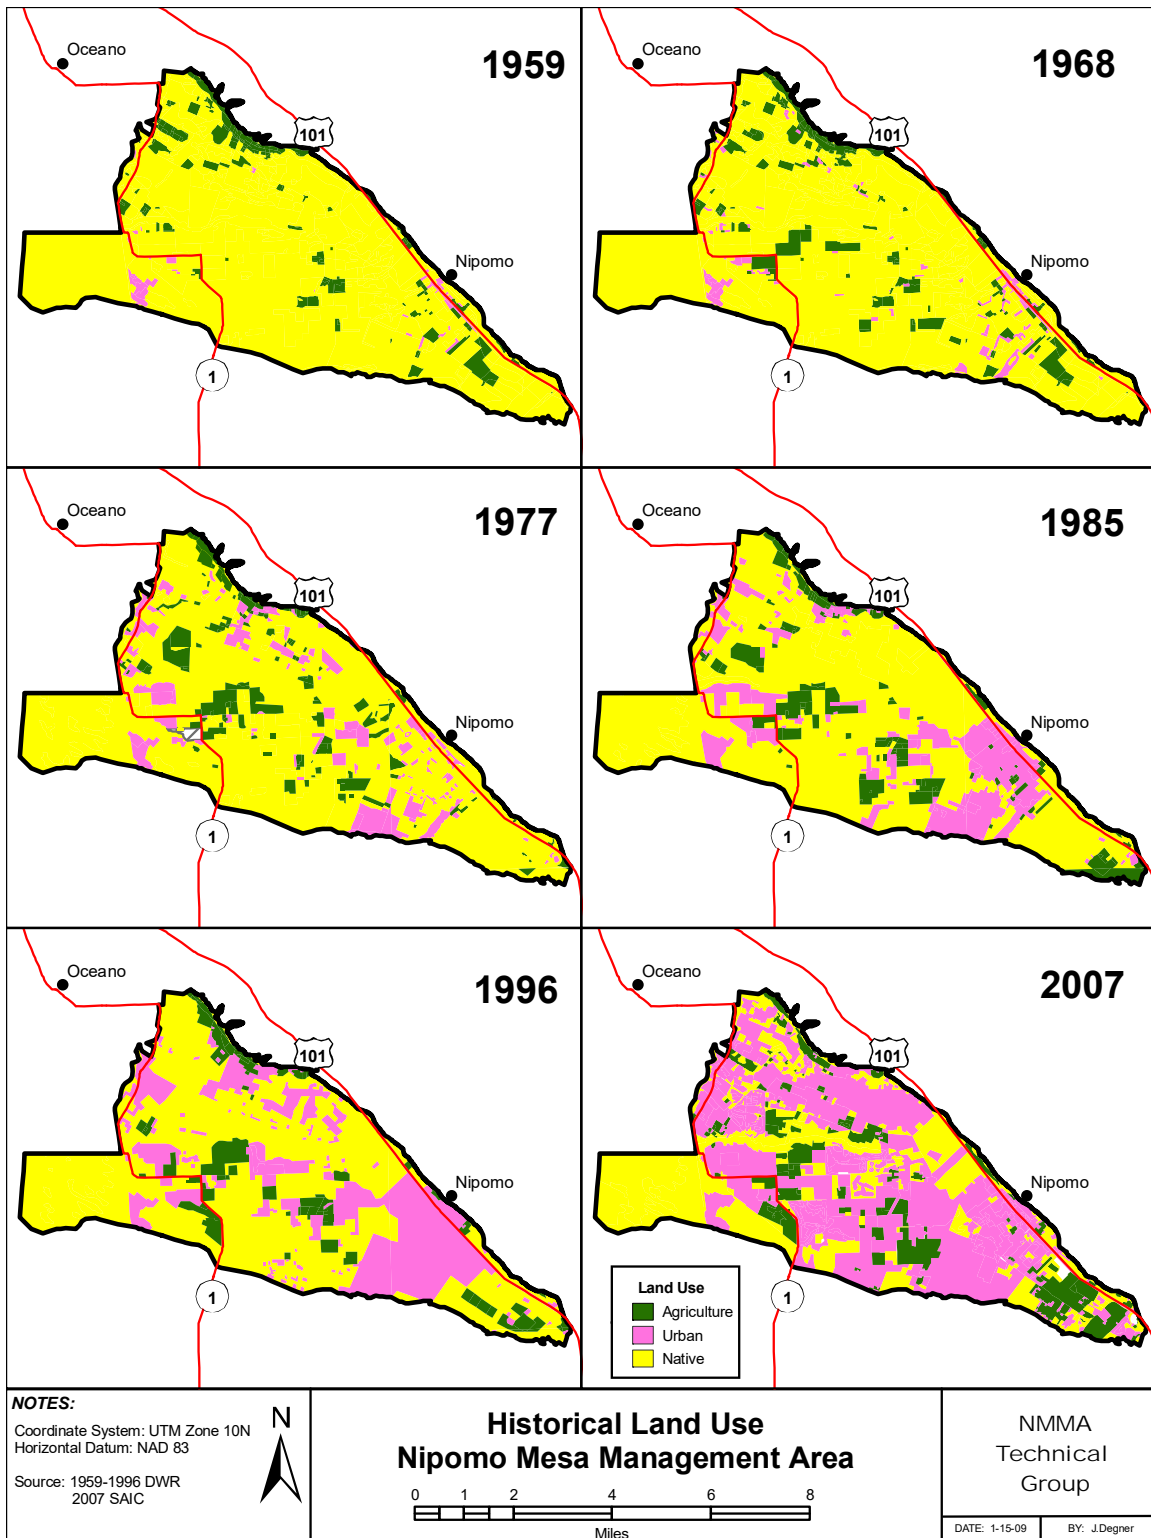 1959
Oceano
101
Nipomo
1
1968
Oceano
101
Nipomo
1
1977
Oceano
101
Nipomo
1
1985
Oceano
101
Nipomo
1
1996
Oceano
101
Nipomo
1
2007
Oceano
101
Nipomo
1
Land Use
Agriculture
Urban
Native
NOTES:
Coordinate System: UTM Zone 10N
Horizontal Datum: NAD 83
Source: 1959-1996 DWR
2007 SAIC
N
Historical Land Use
Nipomo Mesa Management Area
0 1 2 4 6 8
Miles
NMMA
Technical
Group
DATE: 1-15-09
BY: J.Degner